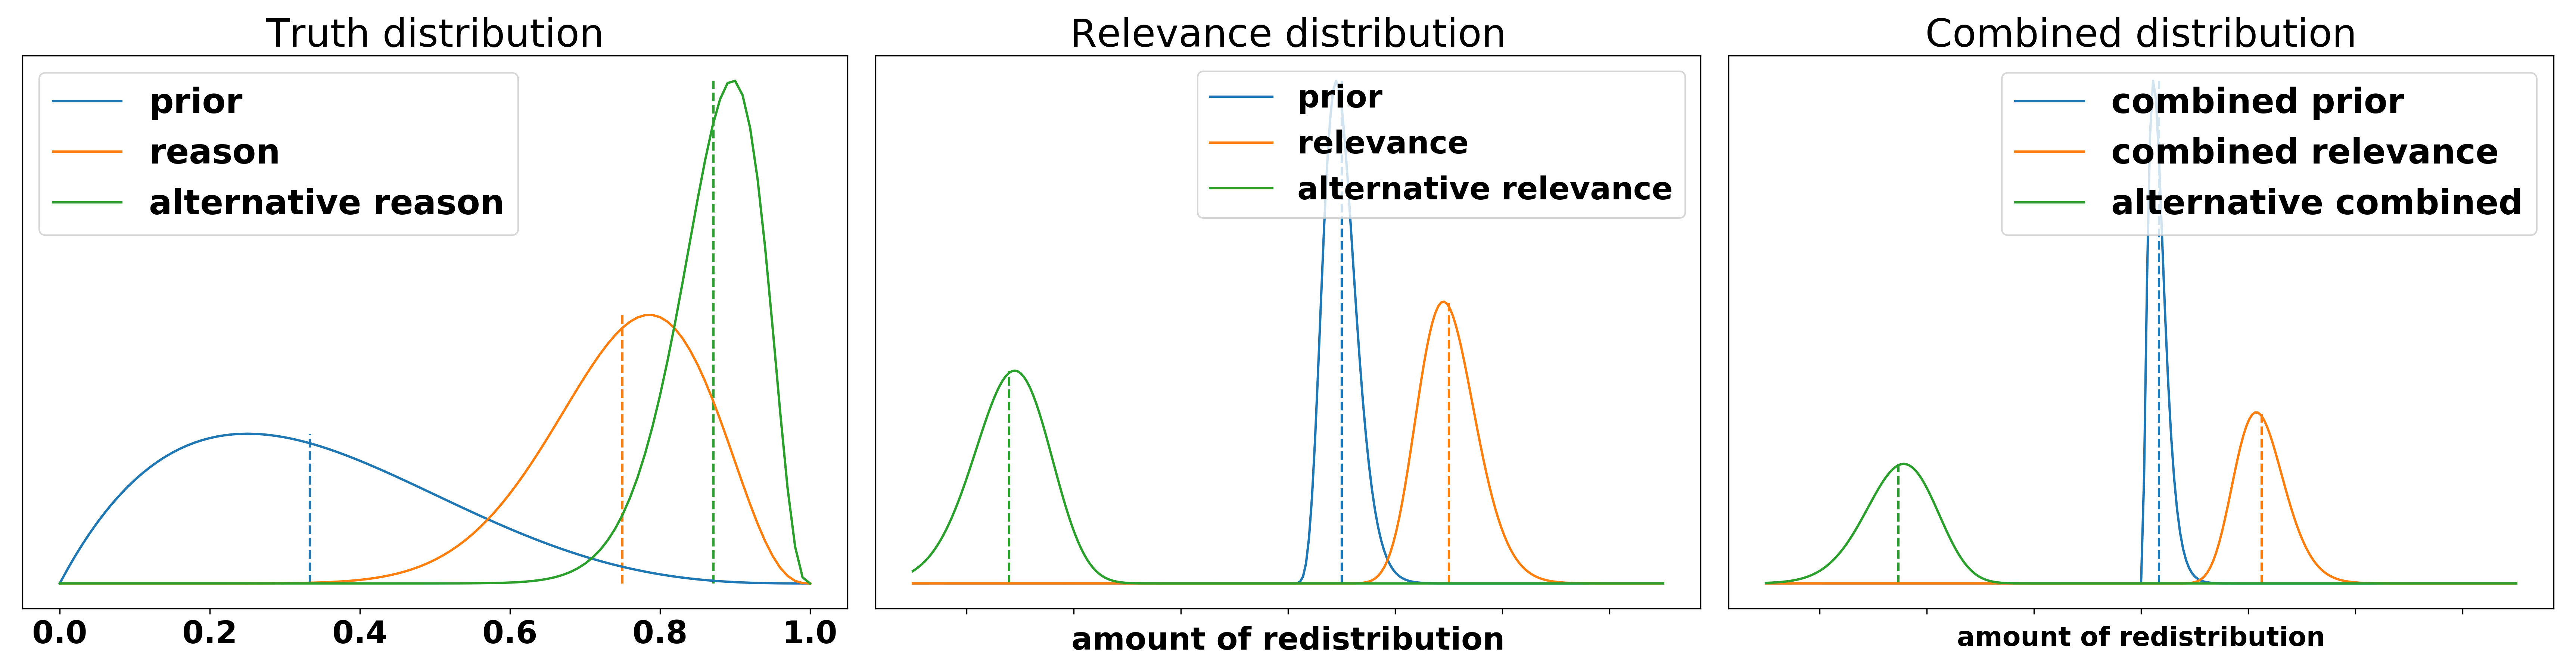 Truth distribution
prior
reason
alternative reason
0.0 0.2 0.4 0.6 0.8 1.0
Relevance distribution
prior
relevance
alternative relevance
amount of redistribution
Combined distribution
combined prior
combined relevance
alternative combined
amount of redistribution